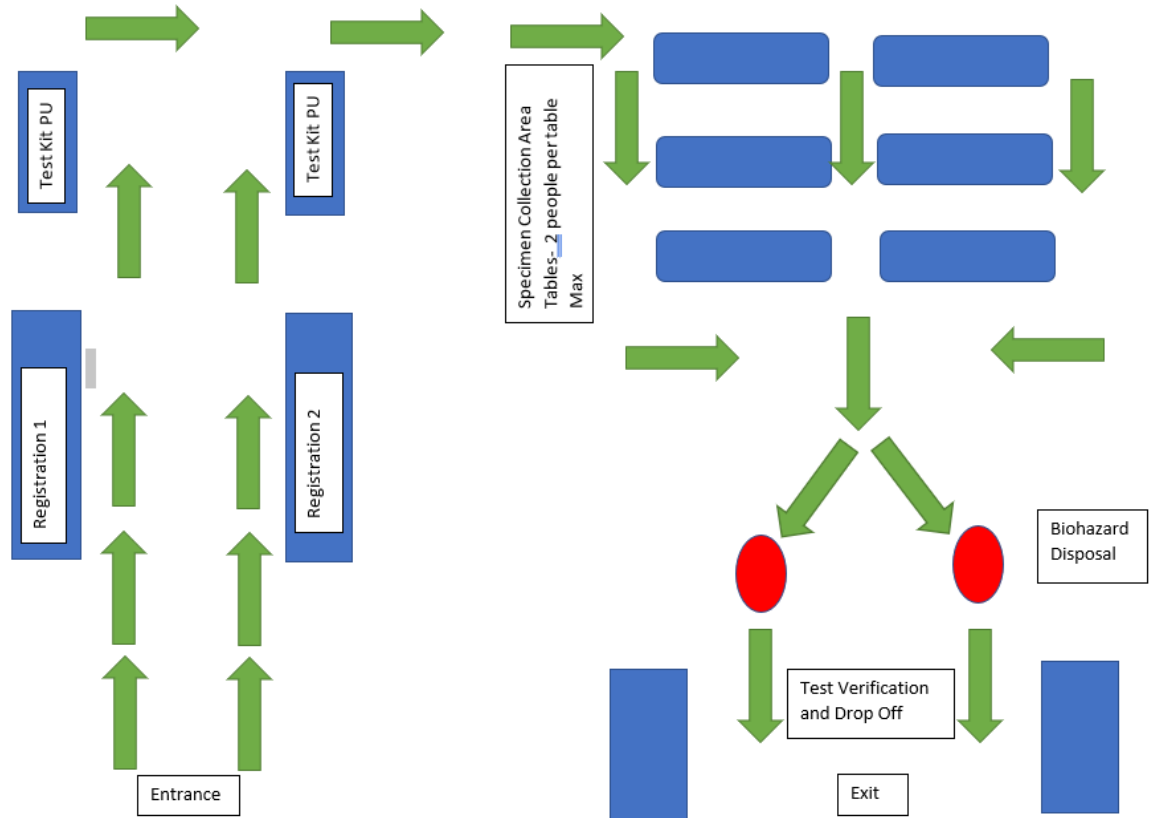 Test Kit PU
Test Kit PU
Specimen Collection Area
Tables- 2 people per table
Max
Registration 1
Registration 2
Biohazard
Disposal
Test Verification
and Drop Off
Entrance
Exit